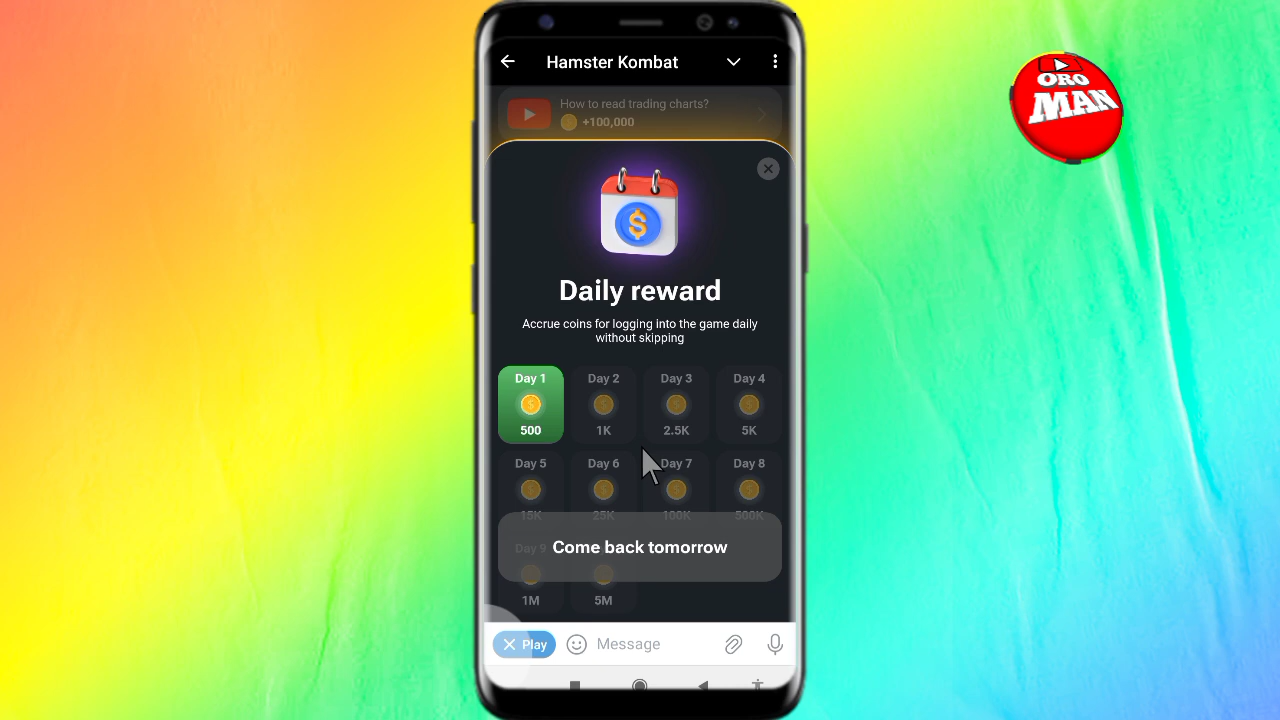 Hamster Kombat
ORO
MAN
How to read trading charts?
+100,000
Daily reward
Accrue coins for logging into the game daily
without skipping
Day 1
Day 2
Day 3
Day 4
500
1K
2.5K
5K
Day 5
Day 6
Day 7
Day 8
15K
25K
100K
500K
Day 9
Come back tomorrow
1M
5M
Play
Message